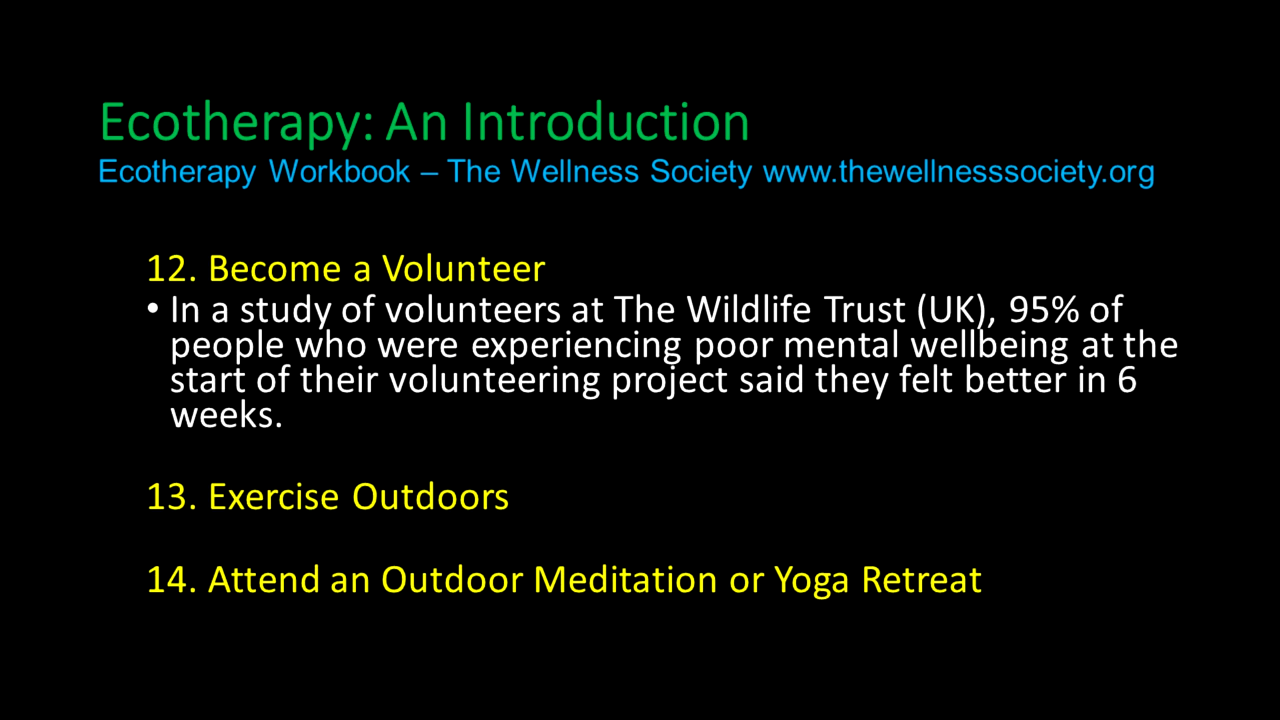 Ecotherapy: An Introduction
Ecotherapy Workbook – The Wellness Society www.thewellnesssociety.org
12. Become a Volunteer
• In a study of volunteers at The Wildlife Trust (UK), 95% of
people who were experiencing poor mental wellbeing at the
start of their volunteering project said they felt better in 6
weeks.
13. Exercise Outdoors
14. Attend an Outdoor Meditation or Yoga Retreat